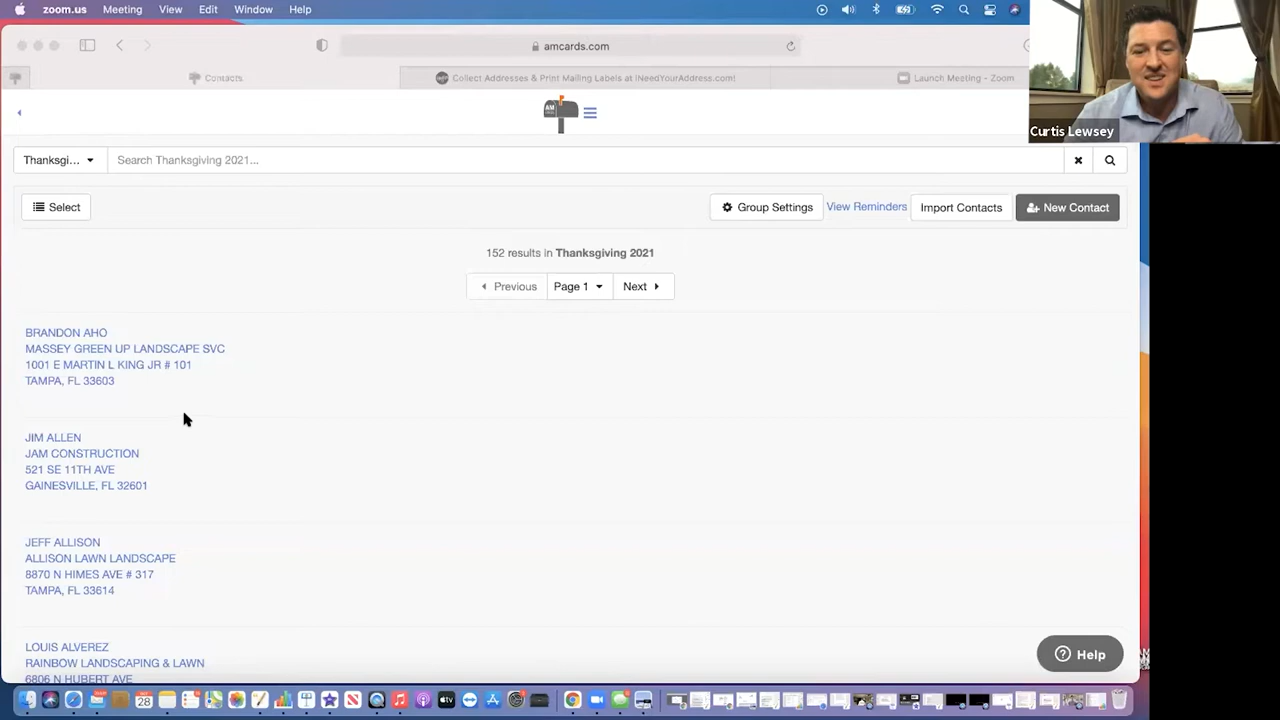 zoom.us Meeting View Edit Window Help
amcards.com
Contacts
Collect Addresses & Print Mailing Labels at INeedYourAddress.com!
Launch Meeting - Zoom
Curtis Lewsey
AM
Thanksgi...
Search Thanksgiving 2021...
Select
Group Settings
View Reminders
Import Contacts
New Contact
152 results in Thanksgiving 2021
Previous
Page 1
Next
BRANDON AHO
MASSEY GREEN UP LANDSCAPE SVC
1001 E MARTIN L KING JR # 101
TAMPA, FL 33603
JIM ALLEN
JAM CONSTRUCTION
521 SE 11TH AVE
GAINESVILLE, FL 32601
JEFF ALLISON
ALLISON LAWN LANDSCAPE
8870 N HIMES AVE # 317
TAMPA, FL 33614
LOUIS ALVEREZ
RAINBOW LANDSCAPING & LAWN
6806 N HUBERT AVE
Help
28